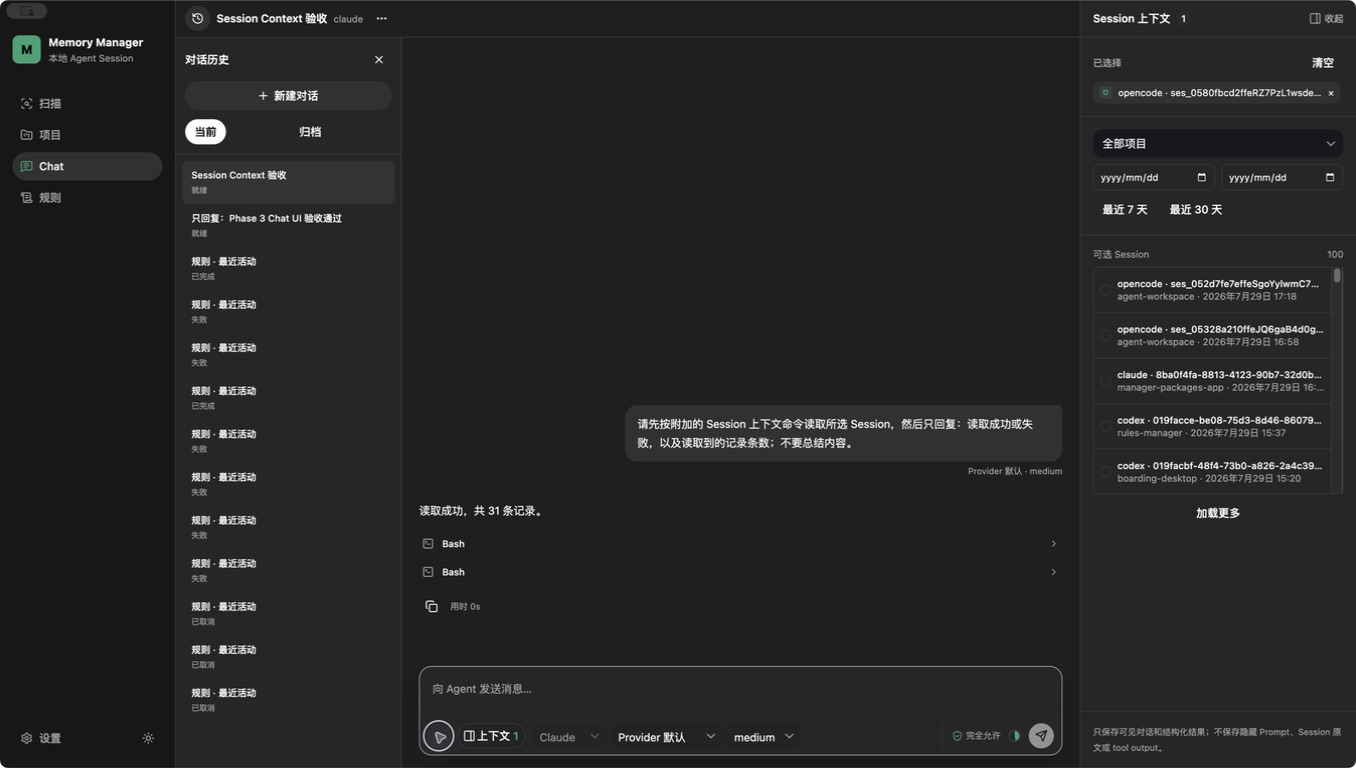 M
Memory Manager
本地 Agent Session
扫描
项目
Chat
规则
设置
Session Context 验收 claude
对话历史
新建对话
当前 归档
Session Context 验收
就绪
只回复：Phase 3 Chat UI 验收通过
就绪
规则 · 最近活动
已完成
规则 · 最近活动
失败
规则 · 最近活动
失败
规则 · 最近活动
已完成
规则 · 最近活动
失败
规则 · 最近活动
失败
规则 · 最近活动
失败
规则 · 最近活动
失败
规则 · 最近活动
已取消
规则 · 最近活动
已取消
规则 · 最近活动
已取消
请先按附加的 Session 上下文命令读取所选 Session，然后只回复：读取成功或失
败，以及读取到的记录条数；不要总结内容。
Provider 默认 · medium
读取成功，共 31 条记录。
Bash
Bash
用时 0s
向 Agent 发送消息...
上下文 1 Claude Provider 默认 medium 完全允许
Session 上下文 1 收起
已选择 清空
opencode · ses_0580fbcd2ffeRZ7PzL1wsde...
全部项目
yyyy/mm/dd yyyy/mm/dd
最近 7 天 最近 30 天
可选 Session 100
opencode · ses_052d7fe7effeSgoYylwmC7...
agent-workspace · 2026年7月29日 17:18
opencode · ses_05328a210ffeJQ6gaB4d0g...
agent-workspace · 2026年7月29日 16:58
claude · 8ba0f4fa-8813-4123-90b7-32d0b...
manager-packages-app · 2026年7月29日 16:...
codex · 019facce-be08-75d3-8d46-86079...
rules-manager · 2026年7月29日 15:37
codex · 019facbf-48f4-73b0-a826-2a4c39...
boarding-desktop · 2026年7月29日 15:20
加载更多
只保存可见对话和结构化结果；不保存隐藏 Prompt、Session 原
文或 tool output。